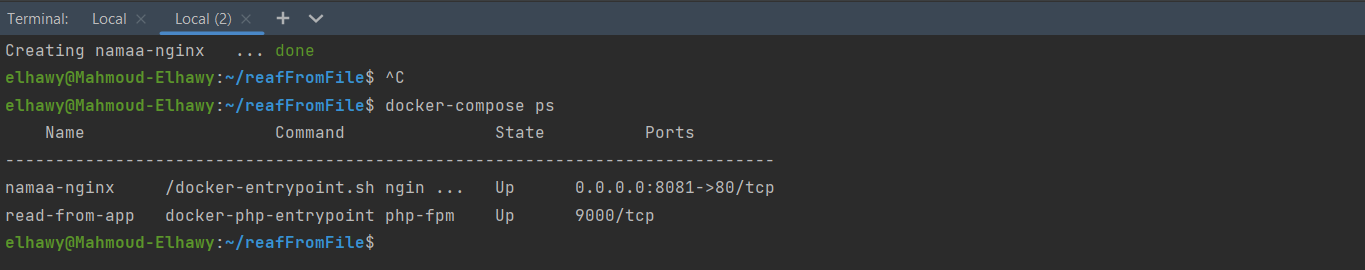 Terminal: Local × Local (2) × +
Creating namaa-nginx   ... done
elhawy@Mahmoud-Elhawy:~/reafFromFile$ ^C
elhawy@Mahmoud-Elhawy:~/reafFromFile$ docker-compose ps
    Name                   Command               State          Ports
-----------------------------------------------------------------------------
namaa-nginx     /docker-entrypoint.sh ngin ...   Up      0.0.0.0:8081->80/tcp
read-from-app   docker-php-entrypoint php-fpm    Up      9000/tcp
elhawy@Mahmoud-Elhawy:~/reafFromFile$